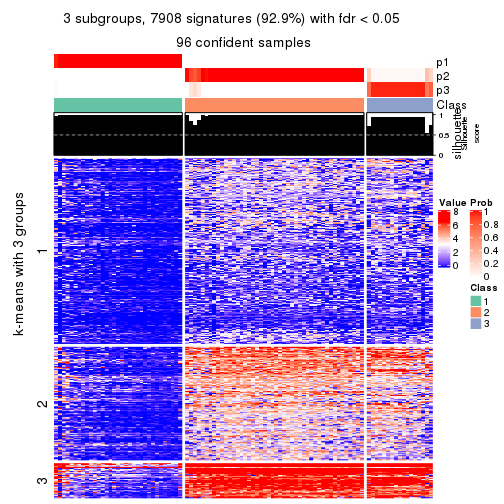 3 subgroups, 7908 signatures (92.9%) with fdr < 0.05
96 confident samples
p1
p2
p3
Class
1
0.5
0
silhouette
Silhouette
score
k-means with 3 groups
1
2
3
Value
8
6
4
2
0
Prob
1
0.8
0.6
0.4
0.2
0
Class
1
2
3